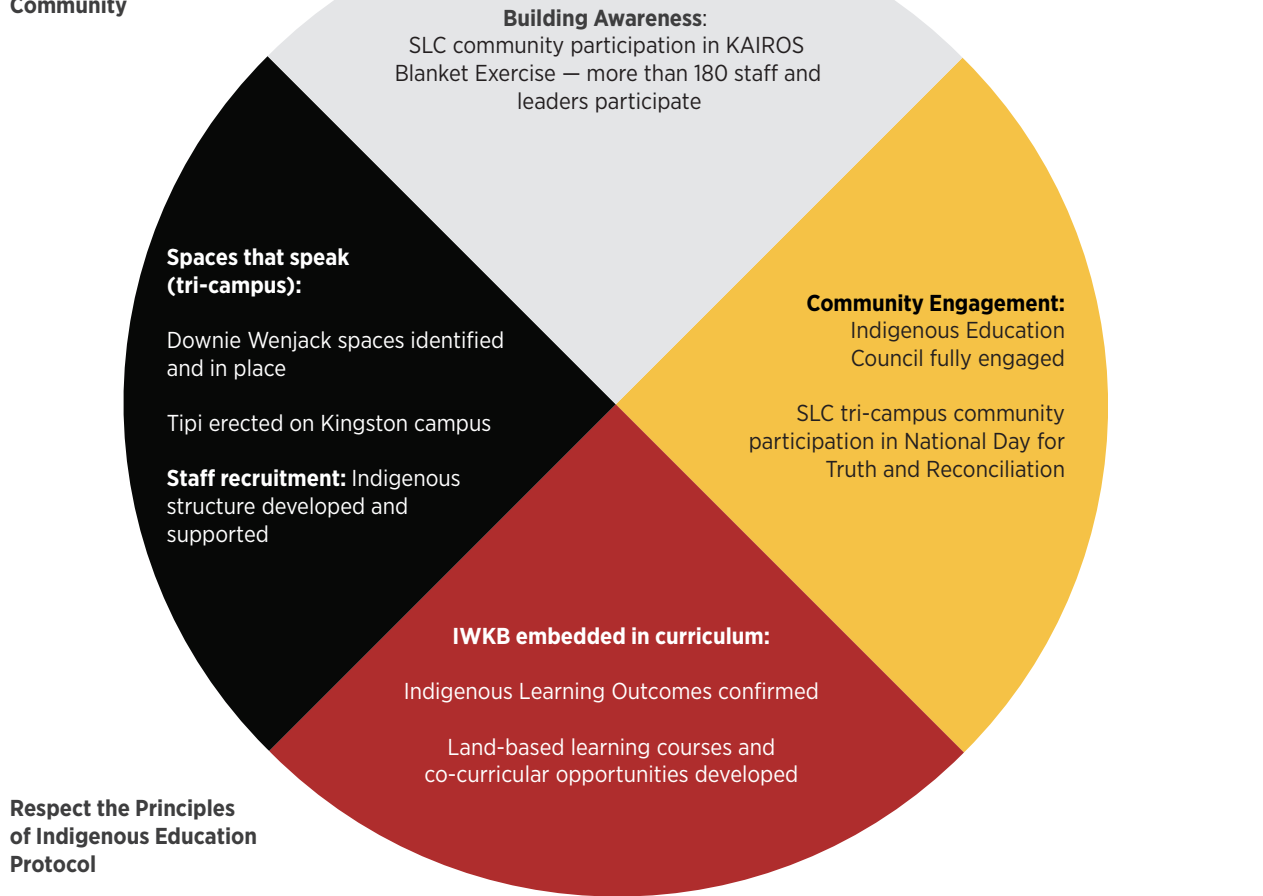 Community
Building Awareness:
SLC community participation in KAIROS
Blanket Exercise — more than 180 staff and
leaders participate
Spaces that speak
(tri-campus):
Downie Wenjack spaces identified
and in place
Tipi erected on Kingston campus
Staff recruitment: Indigenous
structure developed and
supported
Community Engagement:
Indigenous Education
Council fully engaged
SLC tri-campus community
participation in National Day for
Truth and Reconciliation
IWKB embedded in curriculum:
Indigenous Learning Outcomes confirmed
Land-based learning courses and
co-curricular opportunities developed
Respect the Principles
of Indigenous Education
Protocol